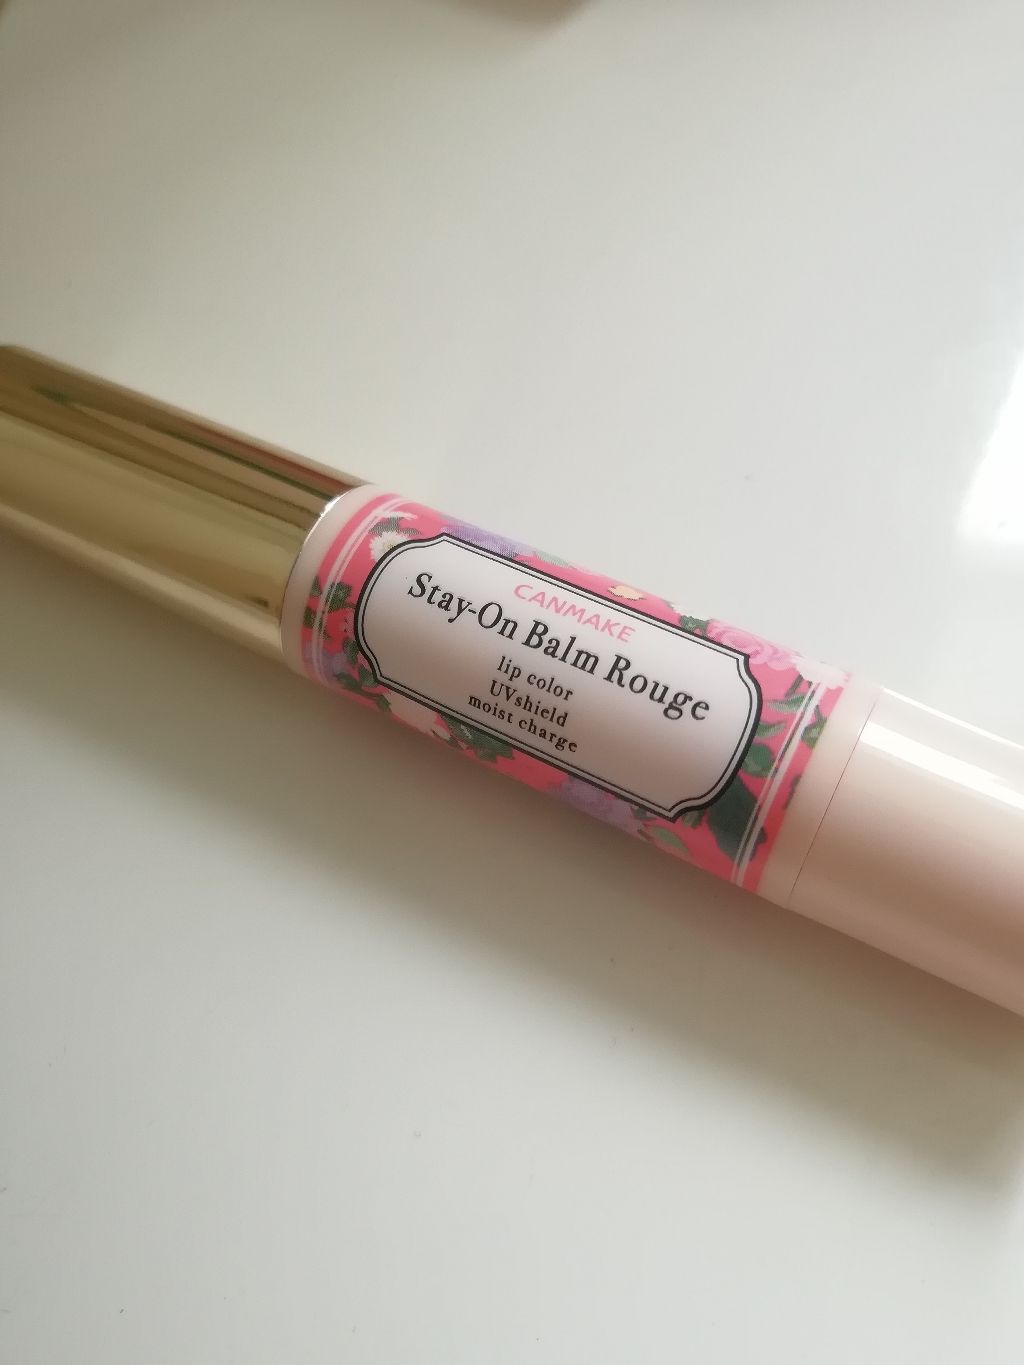 CANMAKE
Stay-On Balm Rouge
lip color
UVshield
moist charge